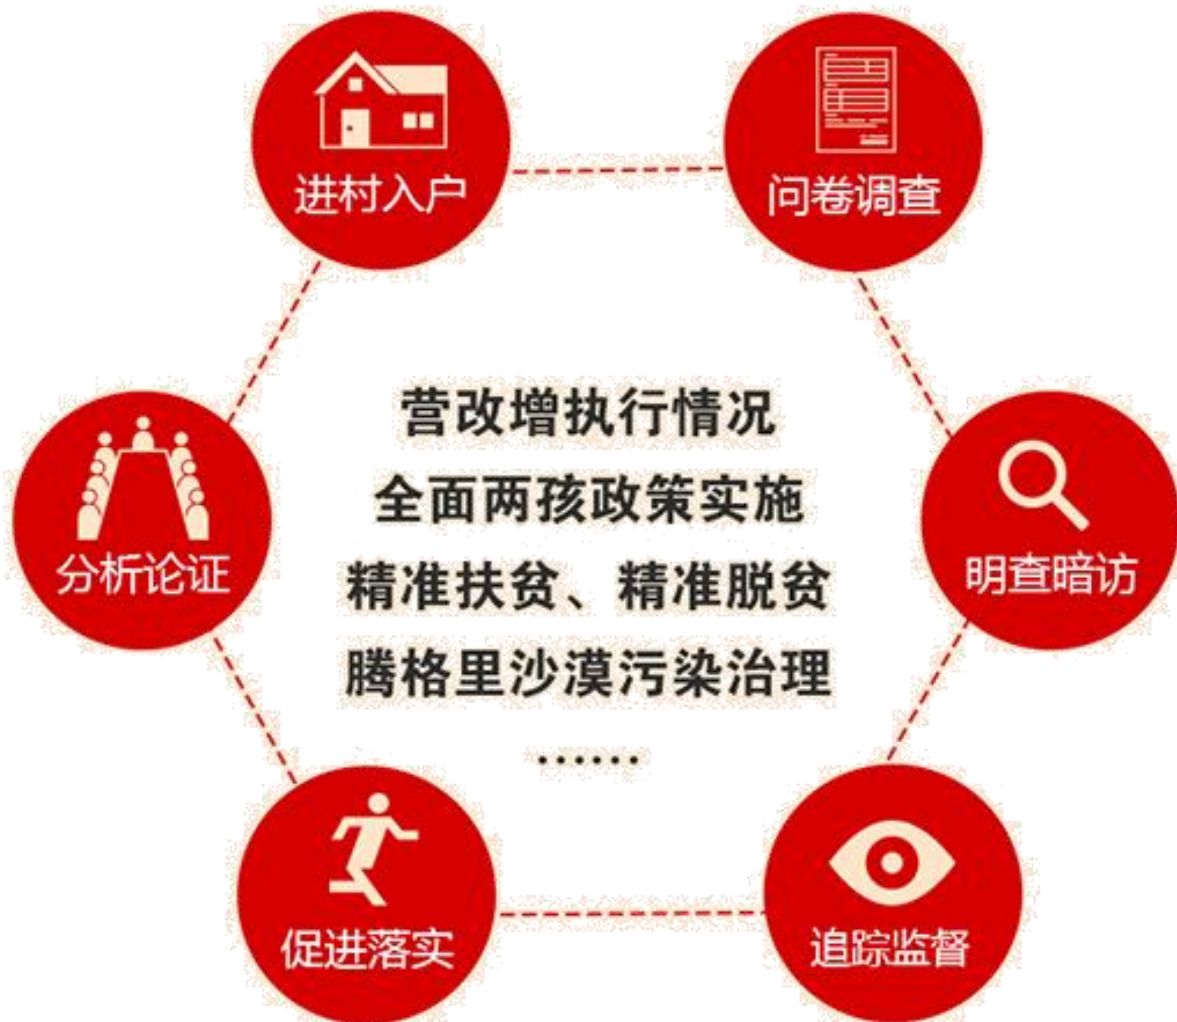 进村入户
问卷调查
营改增执行情况
全面两孩政策实施
精准扶贫、精准脱贫
腾格里沙漠污染治理
……
分析论证
明查暗访
促进落实
追踪监督